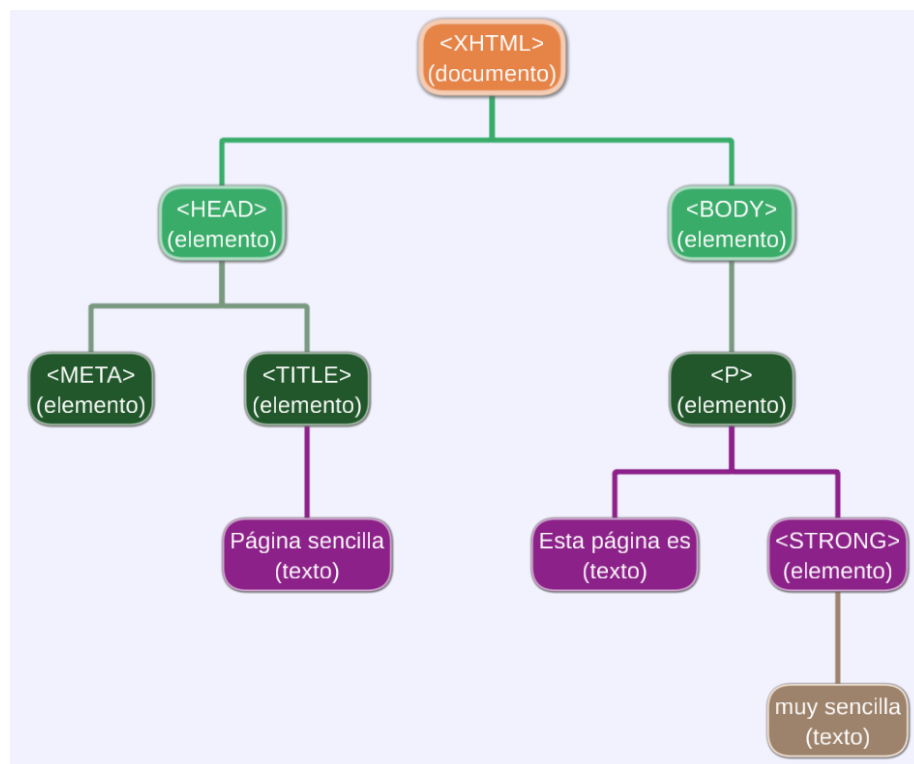 <XHTML>
(documento)
<HEAD>
(elemento)
<BODY>
(elemento)
<META>
(elemento)
<TITLE>
(elemento)
<P>
(elemento)
Página sencilla
(texto)
Esta página es
(texto)
<STRONG>
(elemento)
muy sencilla
(texto)